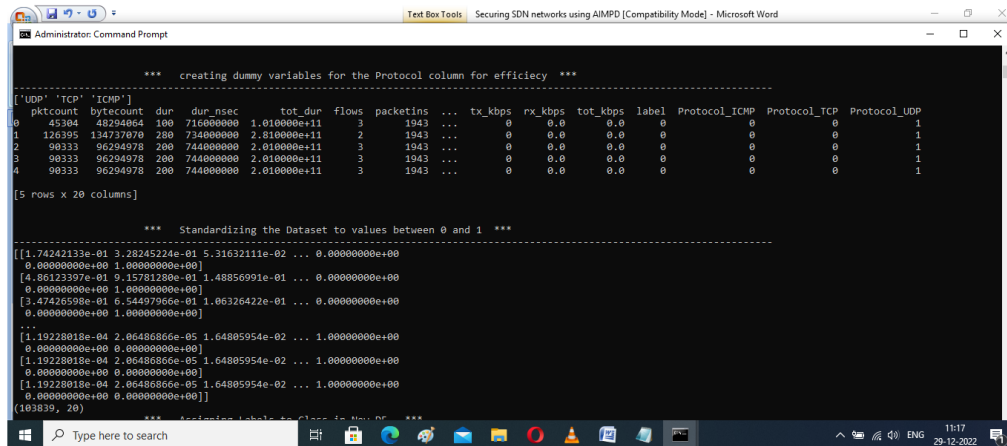 Text Box Tools Securing SDN networks using AIMPD [Compatibility Mode] - Microsoft Word
Administrator: Command Prompt
*** creating dummy variables for the Protocol column for efficiecy ***
['UDP' 'TCP' 'ICMP']
pktcount bytecount dur dur_nsec tot_dur flows packetins ... tx_kbps rx_kbps tot_kbps label Protocol_ICMP Protocol_TCP Protocol_UDP
0 45304 48294064 100 716000000 1.010000e+11 3 1943 ... 0 0.0 0.0 0 0 0 1
1 126395 134737070 280 734000000 2.810000e+11 2 1943 ... 0 0.0 0.0 0 0 0 1
2 90333 96294978 200 744000000 2.010000e+11 3 1943 ... 0 0.0 0.0 0 0 0 1
3 90333 96294978 200 744000000 2.010000e+11 3 1943 ... 0 0.0 0.0 0 0 0 1
4 90333 96294978 200 744000000 2.010000e+11 3 1943 ... 0 0.0 0.0 0 0 0 1
[5 rows x 20 columns]
*** Standardizing the Dataset to values between 0 and 1 ***
[[1.74242133e-01 3.28245224e-01 5.31632111e-02 ... 0.00000000e+00
0.00000000e+00 1.00000000e+00]
[4.86123397e-01 9.15781280e-01 1.48856991e-01 ... 0.00000000e+00
0.00000000e+00 1.00000000e+00]
[3.47426598e-01 6.54497966e-01 1.06326422e-01 ... 0.00000000e+00
0.00000000e+00 1.00000000e+00]
...
[1.19228018e-04 2.06486866e-05 1.64805954e-02 ... 1.00000000e+00
0.00000000e+00 0.00000000e+00]
[1.19228018e-04 2.06486866e-05 1.64805954e-02 ... 1.00000000e+00
0.00000000e+00 0.00000000e+00]
[1.19228018e-04 2.06486866e-05 1.64805954e-02 ... 1.00000000e+00
0.00000000e+00 0.00000000e+00]]
(103839, 20)
*** Assigning Labels to Class in New DF ***
Type here to search
ENG
11:17
29-12-2022